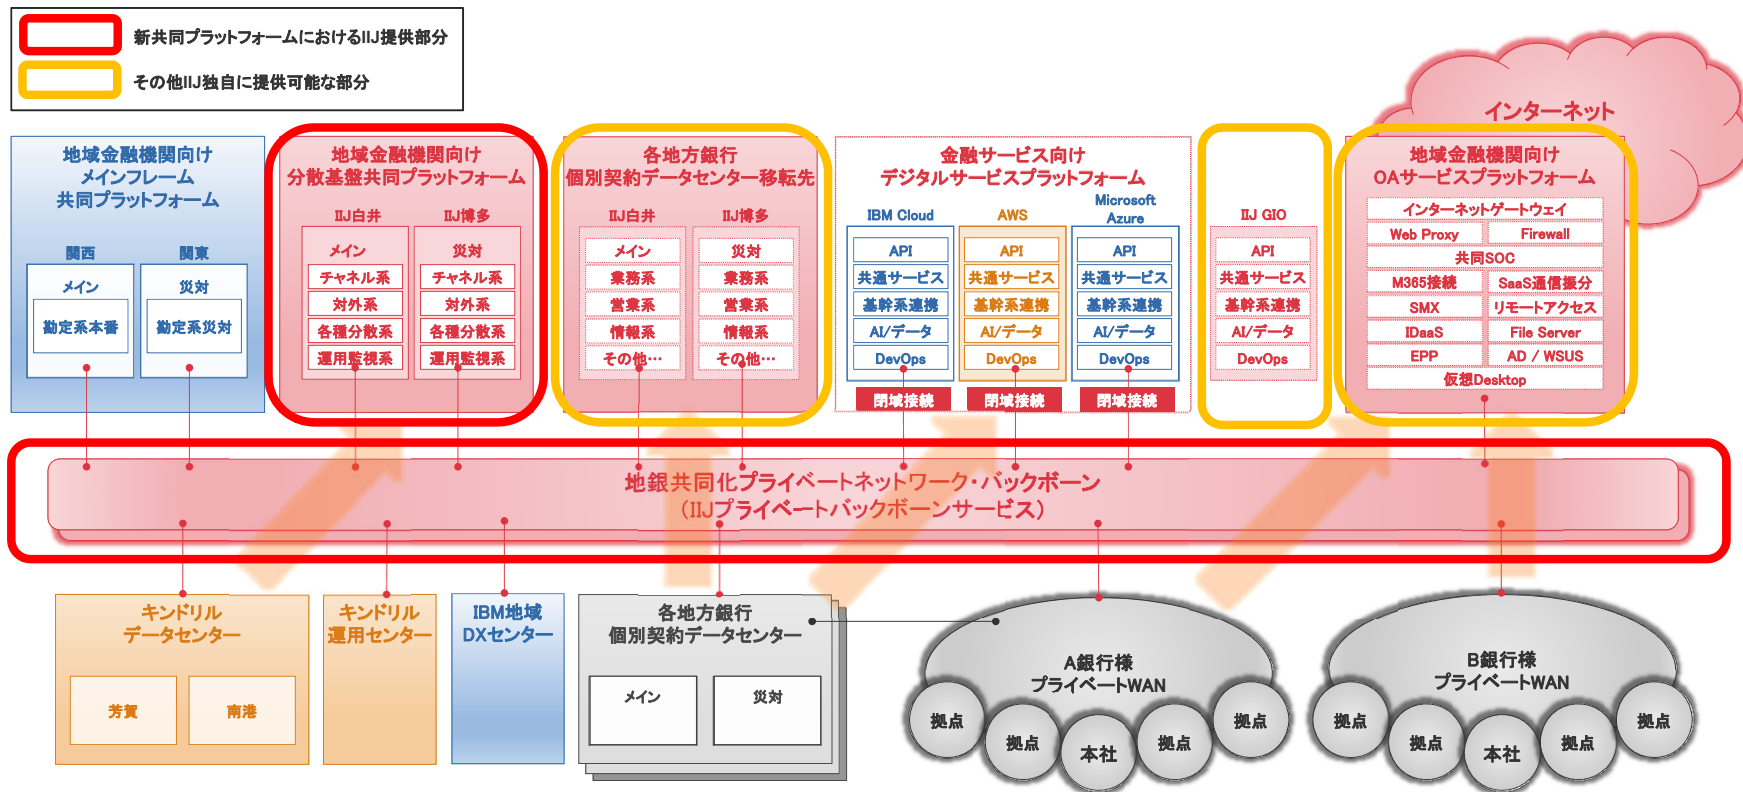 新共同プラットフォームにおけるIIJ提供部分
その他IIJ独自に提供可能な部分
インターネット
地域金融機関向け
メインフレーム
共同プラットフォーム
関西
関東
メイン
災対
勘定系本番
勘定系災対
地域金融機関向け
分散基盤共同プラットフォーム
IIJ白井
IIJ博多
メイン
災対
チャネル系
チャネル系
対外系
対外系
各種分散系
各種分散系
運用監視系
運用監視系
各地方銀行
個別契約データセンター移転先
IIJ白井
IIJ博多
メイン
災対
業務系
業務系
営業系
営業系
情報系
情報系
その他…
その他…
金融サービス向け
デジタルサービスプラットフォーム
IBM Cloud
AWS
Microsoft
Azure
API
API
API
共通サービス
共通サービス
共通サービス
基幹系連携
基幹系連携
基幹系連携
AI/データ
AI/データ
AI/データ
DevOps
DevOps
DevOps
閉域接続
閉域接続
閉域接続
IIJ GIO
API
共通サービス
基幹系連携
AI/データ
DevOps
地域金融機関向け
OAサービスプラットフォーム
インターネットゲートウェイ
Web Proxy
Firewall
共同SOC
M365接続
SaaS通信振分
SMX
リモートアクセス
IDaaS
File Server
EPP
AD / WSUS
仮想Desktop
地銀共同化プライベートネットワーク・バックボーン
(IIJプライベートバックボーンサービス)
キンドリル
データセンター
芳賀
南港
キンドリル
運用センター
IBM地域
DXセンター
各地方銀行
個別契約データセンター
メイン
災対
A銀行様
プライベートWAN
拠点
拠点
本社
拠点
拠点
B銀行様
プライベートWAN
拠点
拠点
本社
拠点
拠点